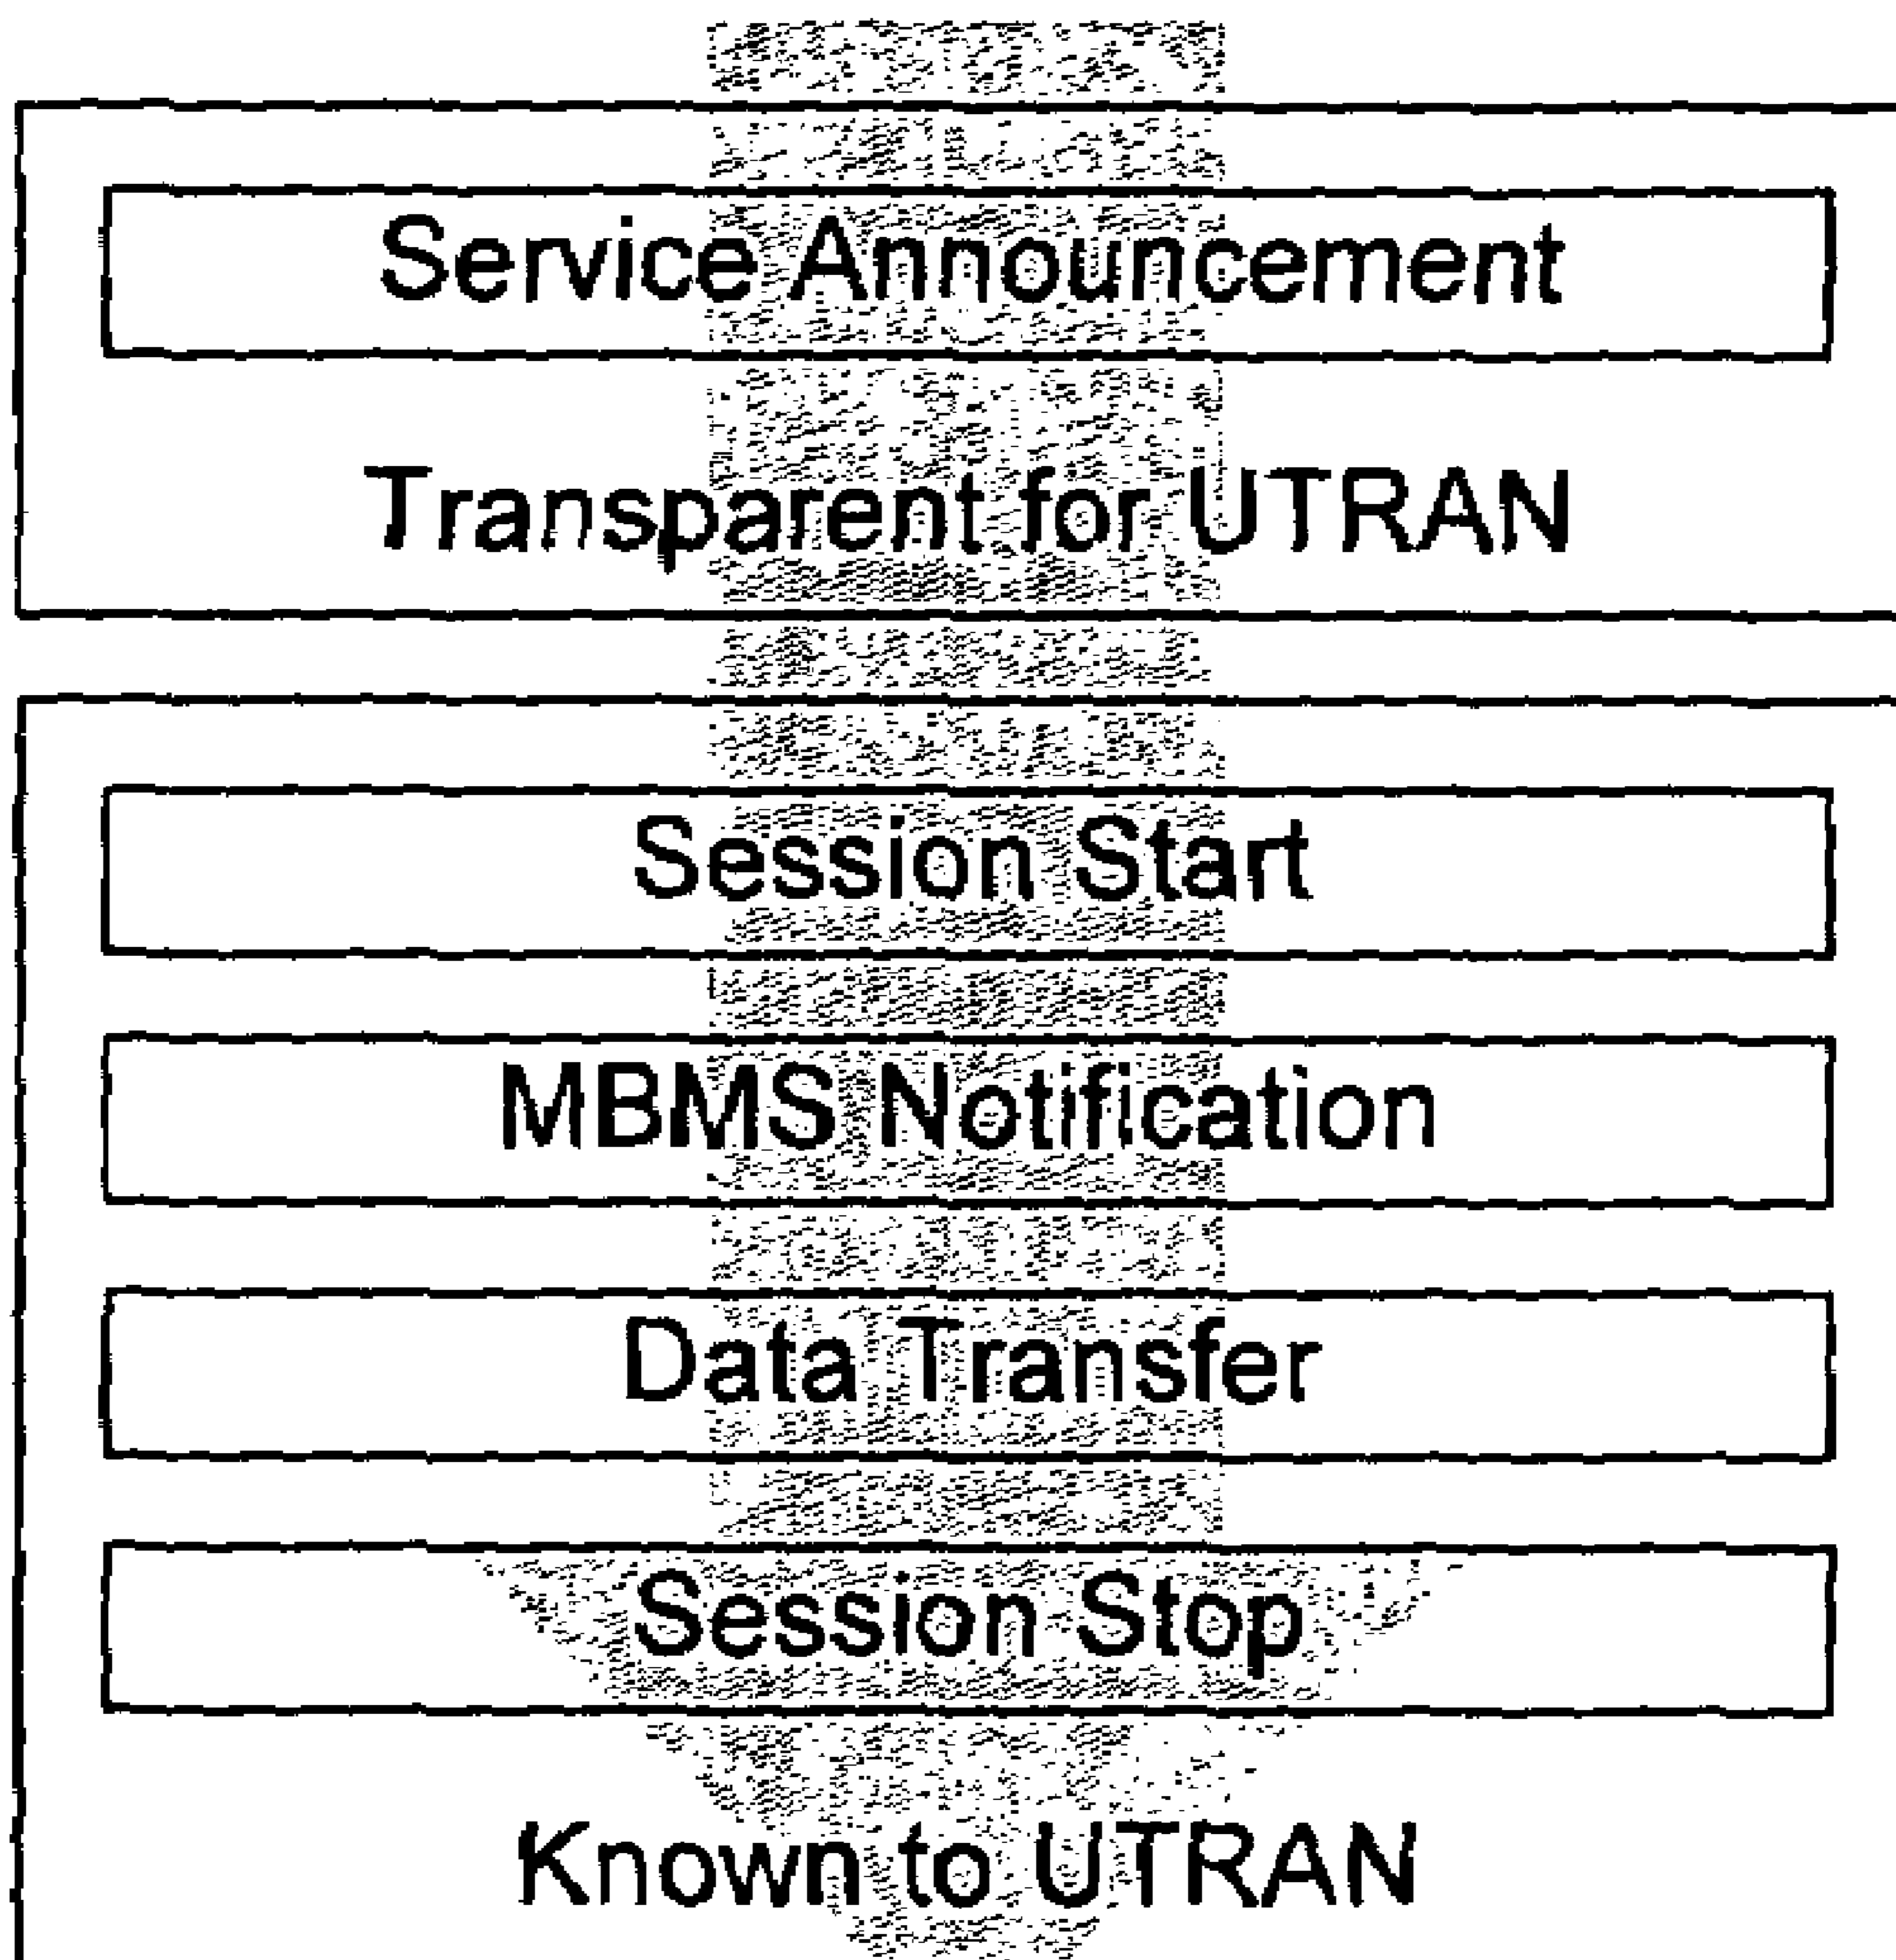 Service Announcement
Transparent for UTRAN
Session Start
MBMS Notification
Data Transfer
Session Stop
Known to UTRAN